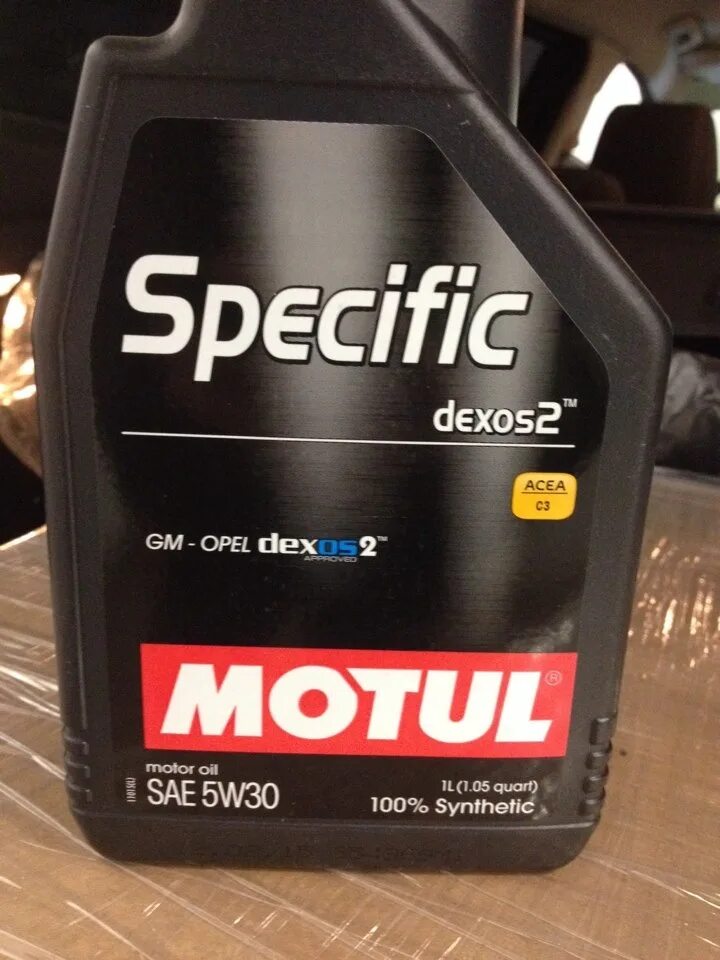 Specific
dexos2™
ACEA
C3
GM - OPEL dexos2™
APPROVED
MOTUL®
motor oil
SAE 5W30
1L (1.05 quart)
100% Synthetic